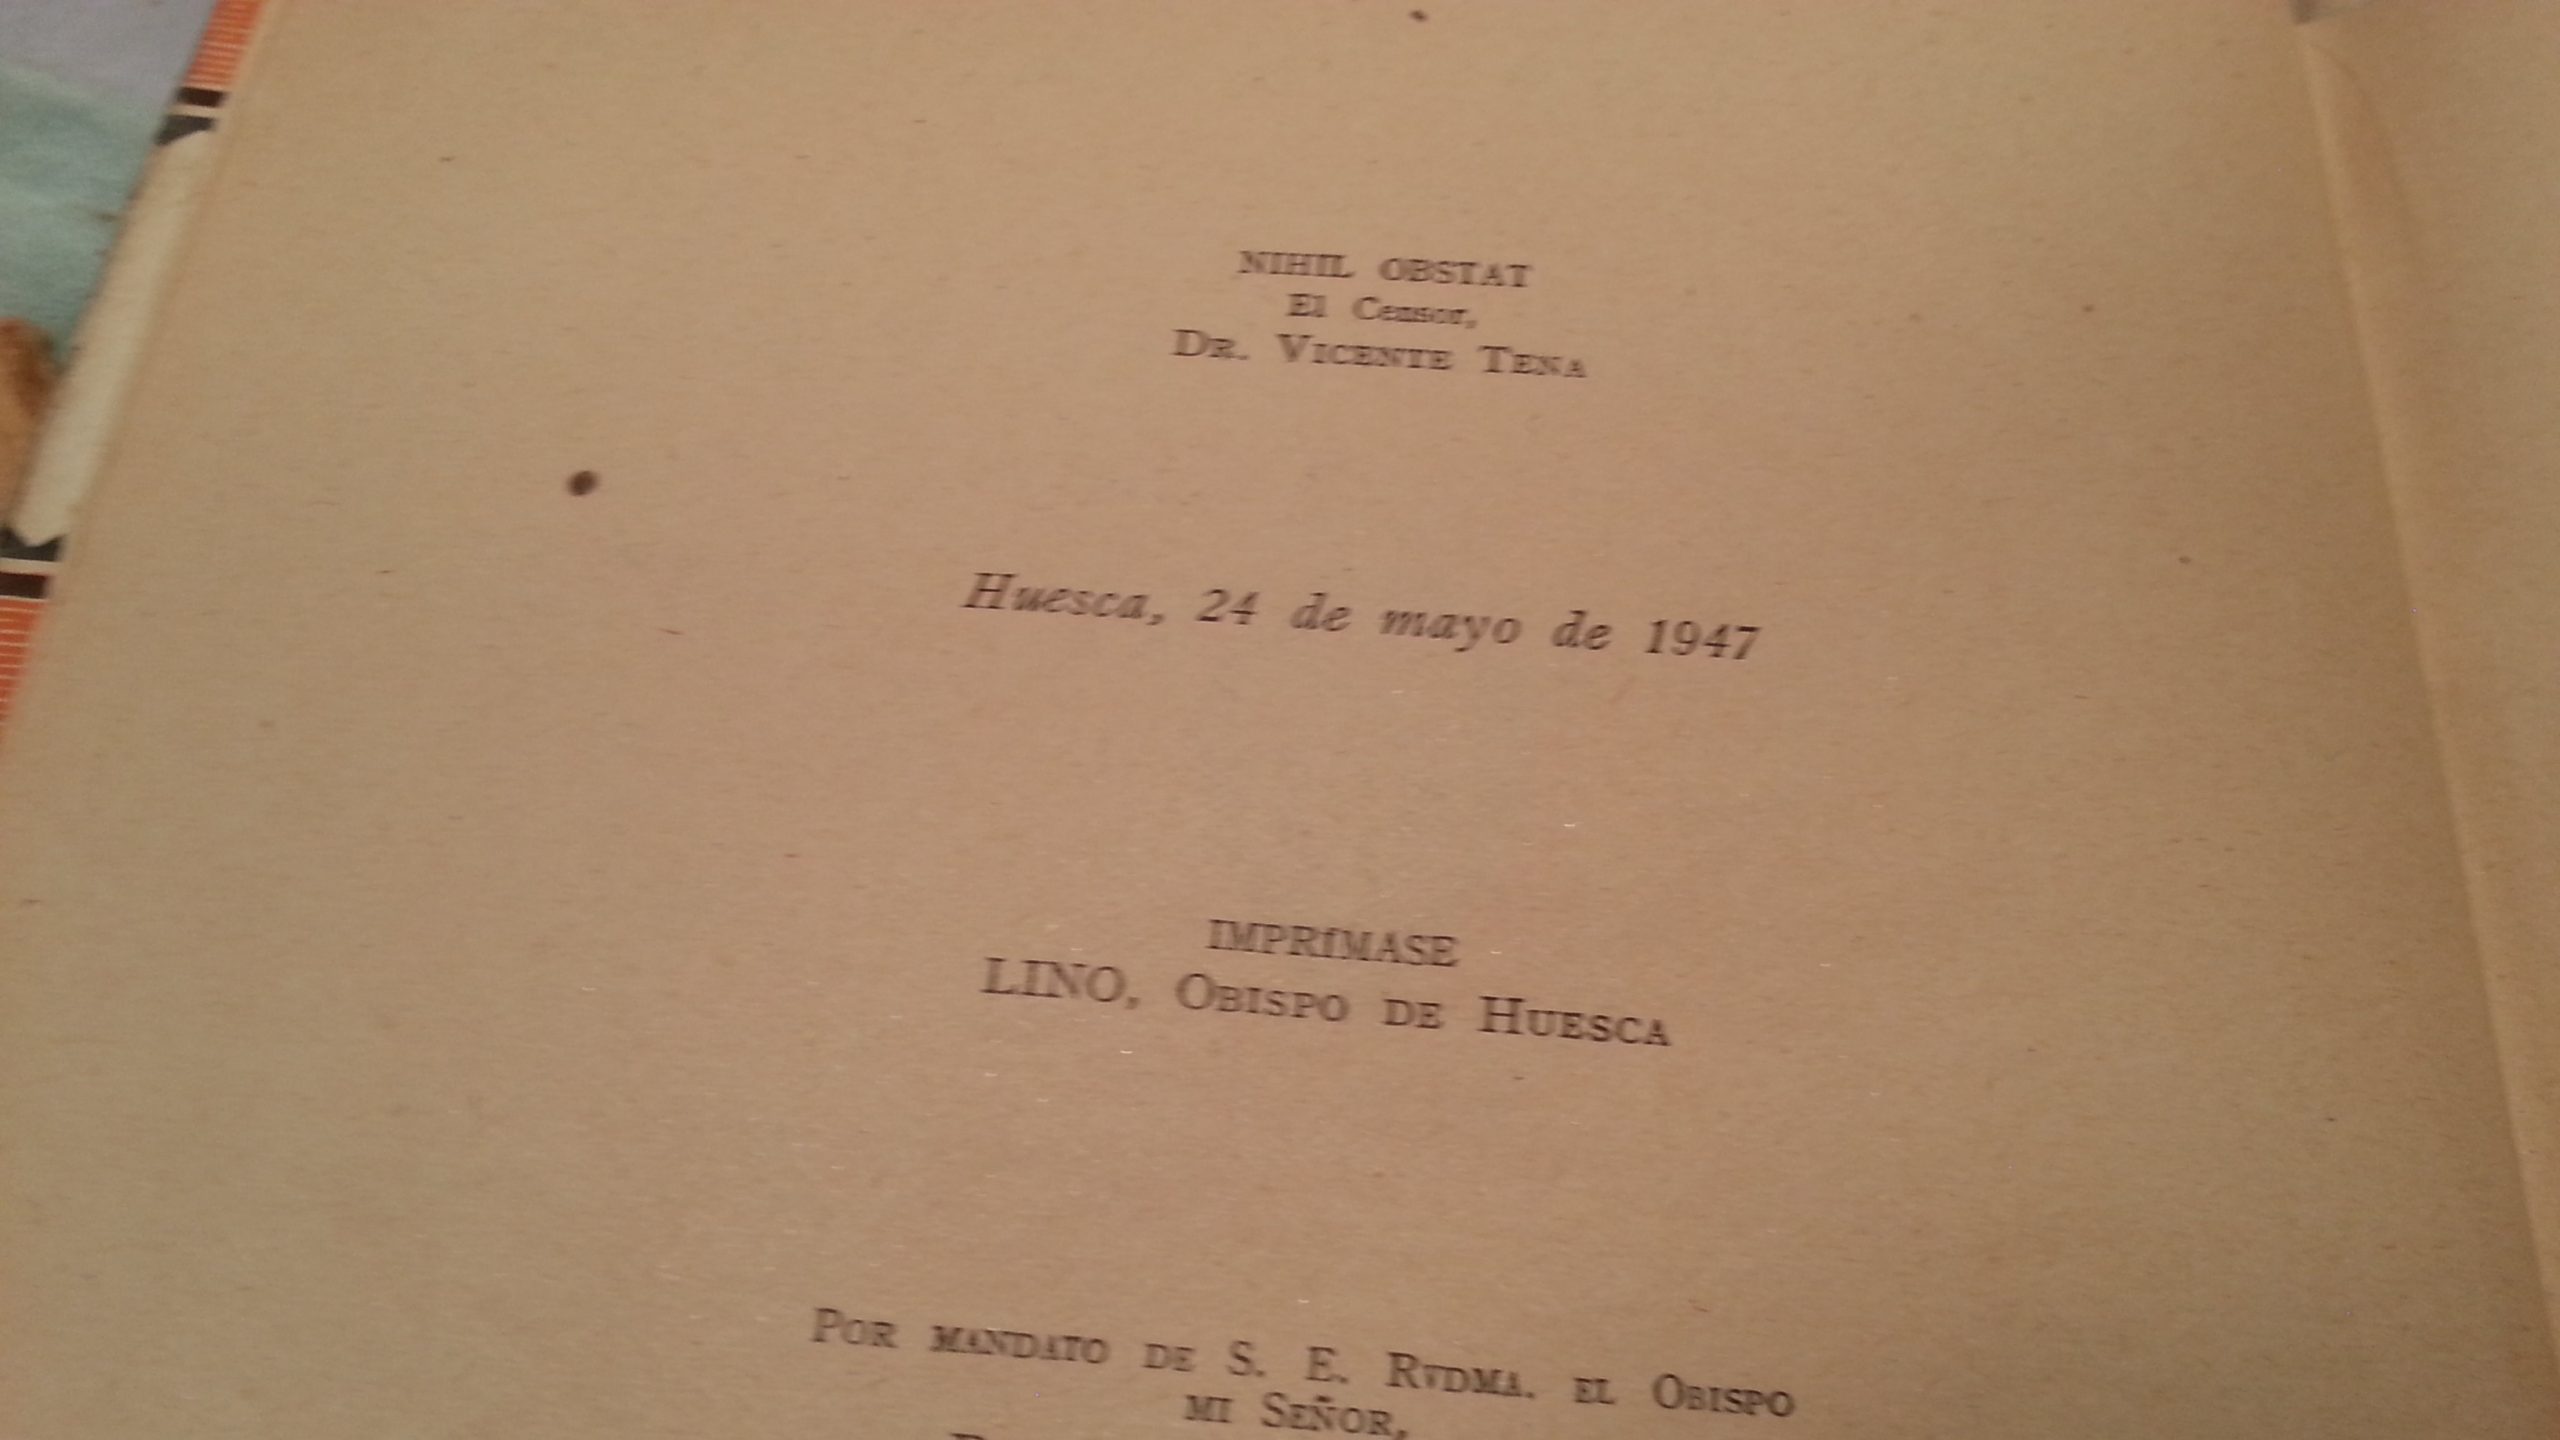 NIHIL OBSTAT
El Censor,
DR. VICENTE TENA
Huesca, 24 de mayo de 1947
IMPRÍMASE
LINO, OBISPO DE HUESCA
POR MANDATO DE S. E. RVDMA. EL OBISPO
MI SEÑOR,